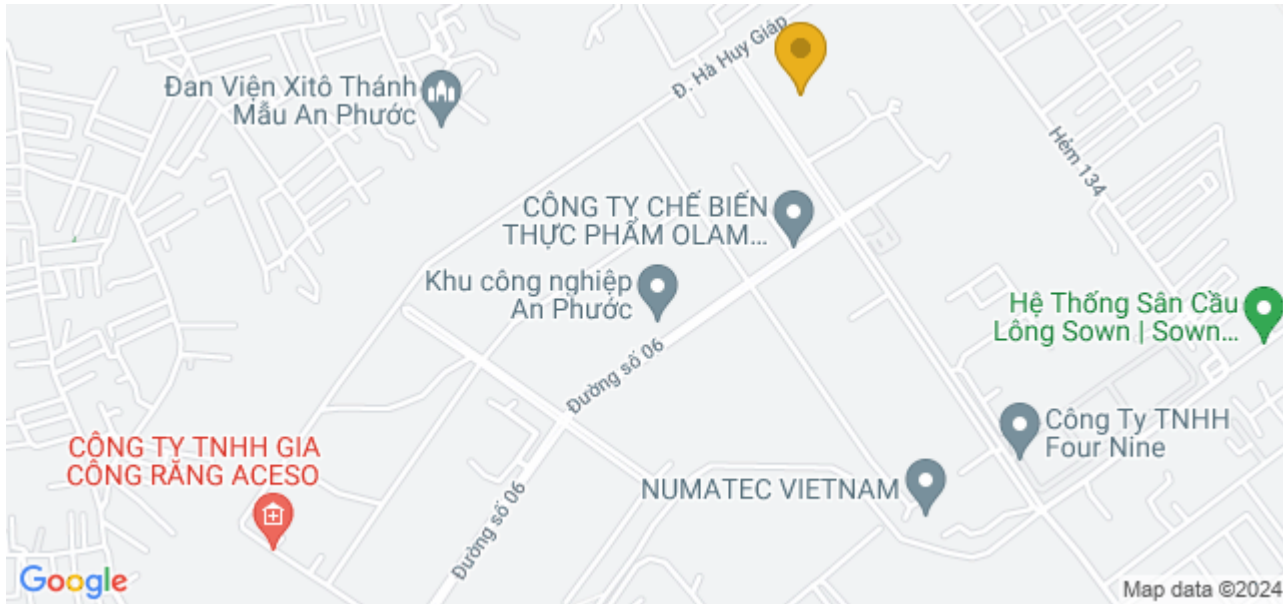 Đ. Hà Huy Giáp
Đan Viện Xitô Thánh
Mẫu An Phước
Hẻm 134
CÔNG TY CHẾ BIẾN
THỰC PHẨM OLAM...
Khu công nghiệp
An Phước
Hệ Thống Sân Cầu
Lông Sown | Sown...
Đường số 06
Công Ty TNHH
Four Nine
CÔNG TY TNHH GIA
CÔNG RĂNG ACESO
NUMATEC VIETNAM
Đường số 06
Google
Map data ©2024